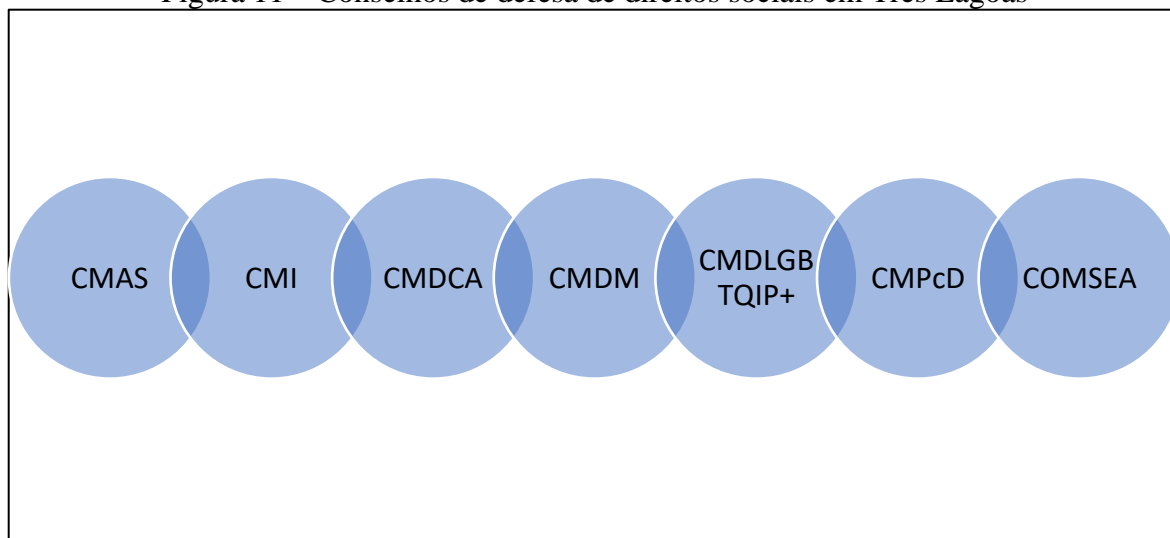 Figura 11 – Conselhos de defesa de direitos sociais em Três Lagoas
CMAS
CMI
CMDCA
CMDM
CMDLGB
TQIP+
CMPcD
COMSEA